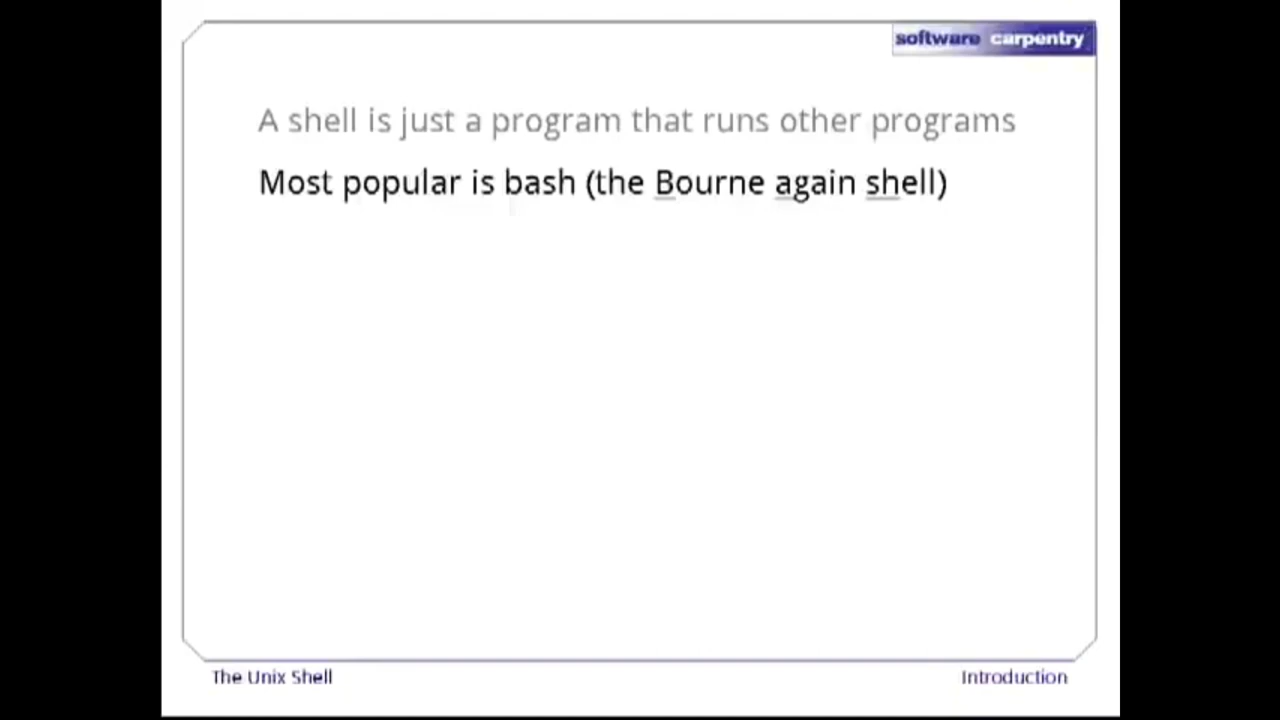 software carpentry
A shell is just a program that runs other programs
Most popular is bash (the Bourne again shell)
The Unix Shell
Introduction